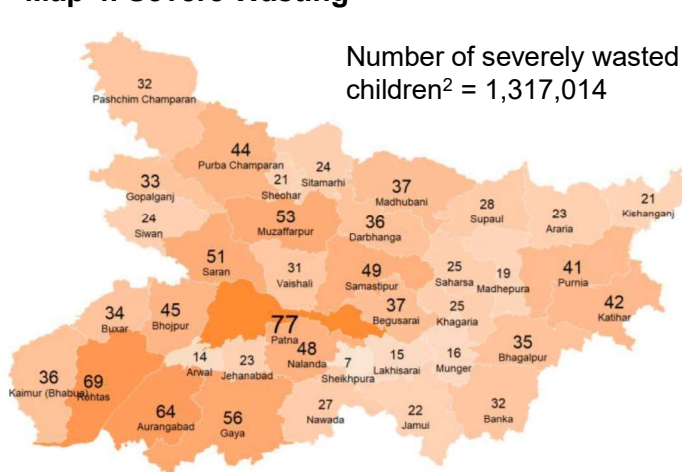 Map 4: Severe Wasting
Number of severely wasted
children² = 1,317,014
32
Pashchim Champaran
44
Purba Champaran
24
Sitamarhi
21
Sheohar
33
Gopalganj
37
Madhubani
21
Kishanganj
28
Supaul
23
Araria
24
Siwan
53
Muzaffarpur
36
Darbhanga
51
Saran
31
Vaishali
49
Samastipur
25
Saharsa
19
Madhepura
41
Purnia
34
Buxar
45
Bhojpur
37
Begusarai
25
Khagaria
42
Katihar
77
Patna
36
Kaimur (Bhabua)
69
Rohtas
14
Arwal
23
Jehanabad
48
Nalanda
7
Sheikhpura
15
Lakhisarai
16
Munger
35
Bhagalpur
64
Aurangabad
56
Gaya
27
Nawada
22
Jamui
32
Banka